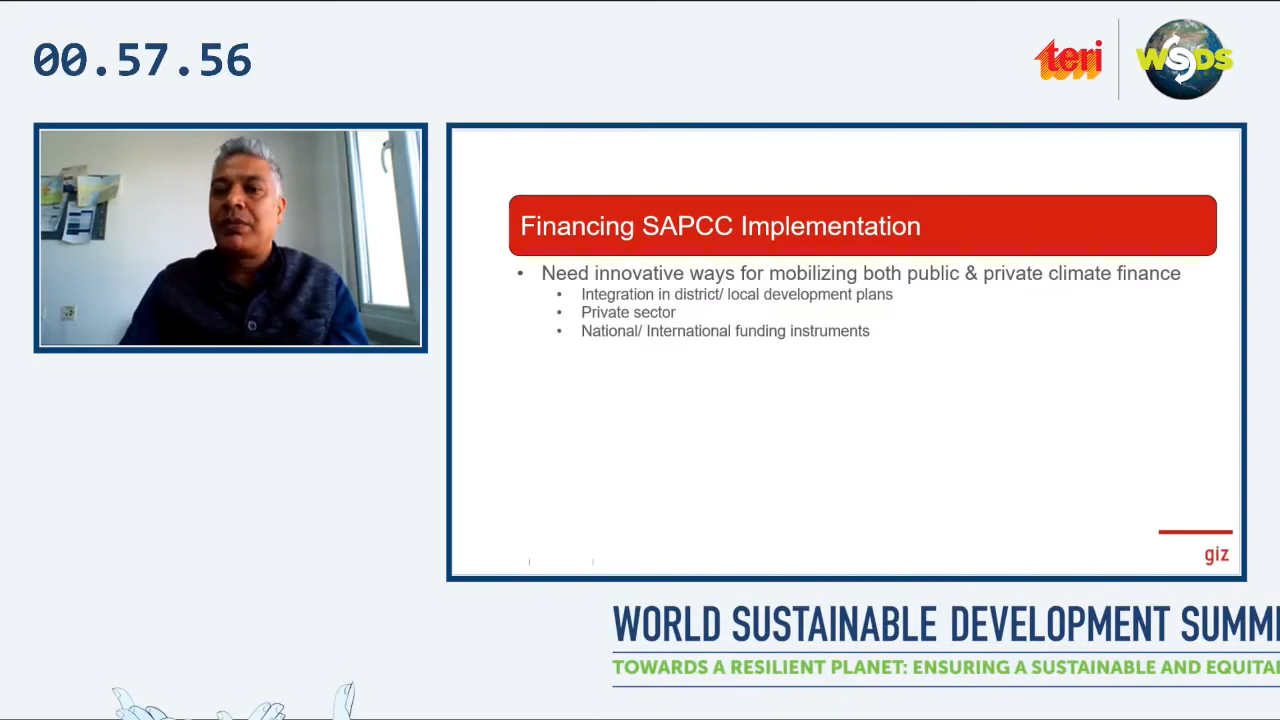 00.57.56
teri
WSDS
Financing SAPCC Implementation
• Need innovative ways for mobilizing both public & private climate finance
• Integration in district/ local development plans
• Private sector
• National/ International funding instruments
giz
WORLD SUSTAINABLE DEVELOPMENT SUMMI
TOWARDS A RESILIENT PLANET: ENSURING A SUSTAINABLE AND EQUITA